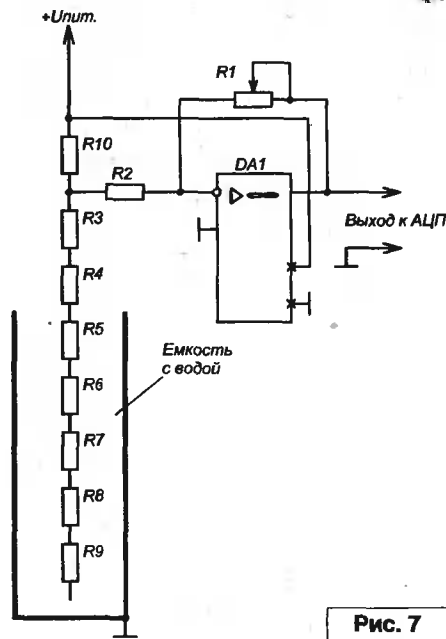 +Uпит.
R1
R10
DA1
R2
R3
Выход к АЦП
R4
R5
Емкость
с водой
R6
R7
R8
R9
Рис. 7